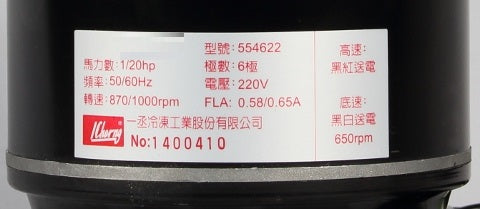 型號: 554622
馬力數: 1/20hp 極數: 6極
頻率: 50/60Hz 電壓: 220V
轉速: 870/1000rpm FLA: 0.58/0.65A
高速:
黑紅送電
底速:
黑白送電
650rpm
IChorng ®
一丞冷凍工業股份有限公司
No:1400410